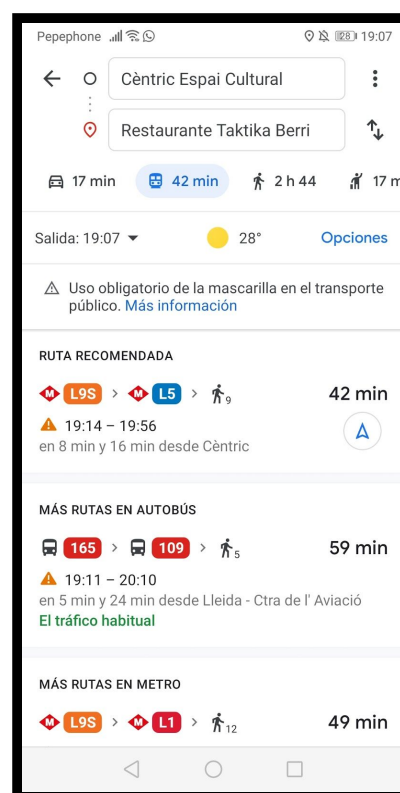 Pepephone 28 19:07
Cèntric Espai Cultural
Restaurante Taktika Berri
17 min 42 min 2 h 44 17 m
Salida: 19:07 28° Opciones
Uso obligatorio de la mascarilla en el transporte
público. Más información
RUTA RECOMENDADA
M L9S > M L5 > 9 42 min
19:14 – 19:56
en 8 min y 16 min desde Cèntric
MÁS RUTAS EN AUTOBÚS
165 > 109 > 5 59 min
19:11 – 20:10
en 5 min y 24 min desde Lleida - Ctra de l' Aviació
El tráfico habitual
MÁS RUTAS EN METRO
M L9S > M L1 > 12 49 min